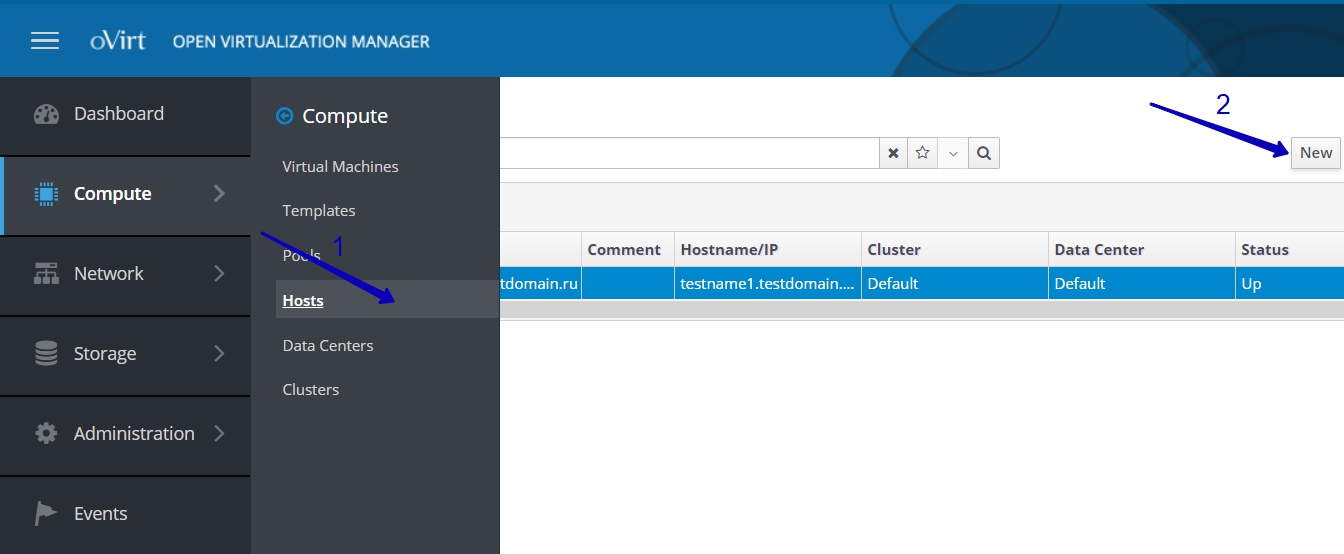 oVirt OPEN VIRTUALIZATION MANAGER
Dashboard
Compute
Network
Storage
Administration
Events
Compute
Virtual Machines
Templates
Pools
Hosts
Data Centers
Clusters
1
2
New
Comment Hostname/IP Cluster Data Center Status
tdomain.ru testname1.testdomain.... Default Default Up